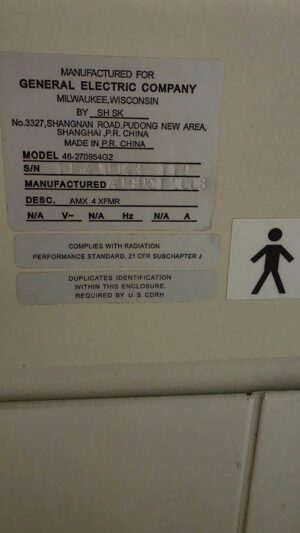 MANUFACTURED FOR
GENERAL ELECTRIC COMPANY
MILWAUKEE,WISCONSIN
BY SH SK
No.3327,SHANGNAN ROAD,PUDONG NEW AREA,
SHANGHAI ,P.R. CHINA
MADE IN P.R. CHINA
MODEL 46-270954G2
S/N
MANUFACTURED
DESC. AMX 4 XFMR
N/A V~ N/A Hz N/A A
COMPLIES WITH RADIATION
PERFORMANCE STANDARD, 21 CFR SUBCHAPTER J
DUPLICATES IDENTIFICATION
WITHIN THIS ENCLOSURE.
REQUIRED BY U.S. CDRH